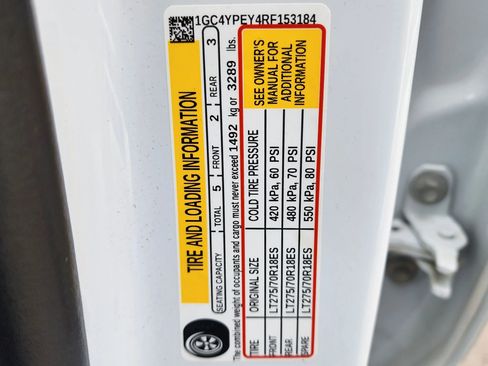 1GC4YPEY4RF153184
TIRE AND LOADING INFORMATION
SEATING CAPACITY TOTAL 5 FRONT 2 REAR 3
The combined weight of occupants and cargo must never exceed 1492 kg or 3289 lbs.
TIRE ORIGINAL SIZE COLD TIRE PRESSURE
FRONT LT275/70R18ES 420 kPa, 60 PSI
REAR LT275/70R18ES 480 kPa, 70 PSI
SPARE LT275/70R18ES 550 kPa, 80 PSI
SEE OWNER'S
MANUAL FOR
ADDITIONAL
INFORMATION